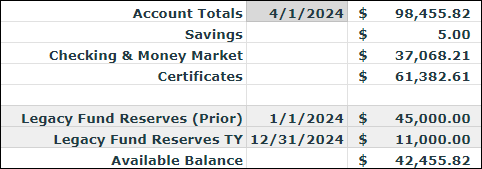 Account Totals 4/1/2024 $ 98,455.82
Savings $ 5.00
Checking & Money Market $ 37,068.21
Certificates $ 61,382.61
Legacy Fund Reserves (Prior) 1/1/2024 $ 45,000.00
Legacy Fund Reserves TY 12/31/2024 $ 11,000.00
Available Balance $ 42,455.82